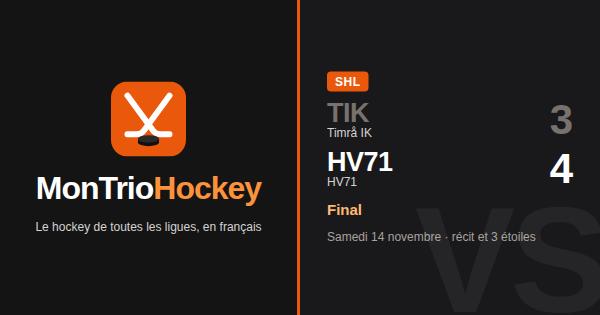 MonTrioHockey
Le hockey de toutes les ligues, en français
SHL
TIK 3
Timrå IK
HV71 4
HV71
Final
Samedi 14 novembre · récit et 3 étoiles
VS